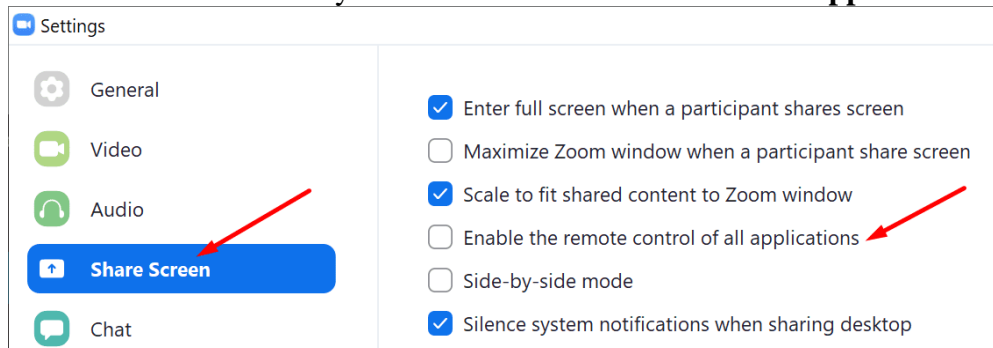 Settings
General
Video
Audio
Share Screen
Chat
Enter full screen when a participant shares screen
Maximize Zoom window when a participant share screen
Scale to fit shared content to Zoom window
Enable the remote control of all applications
Side-by-side mode
Silence system notifications when sharing desktop